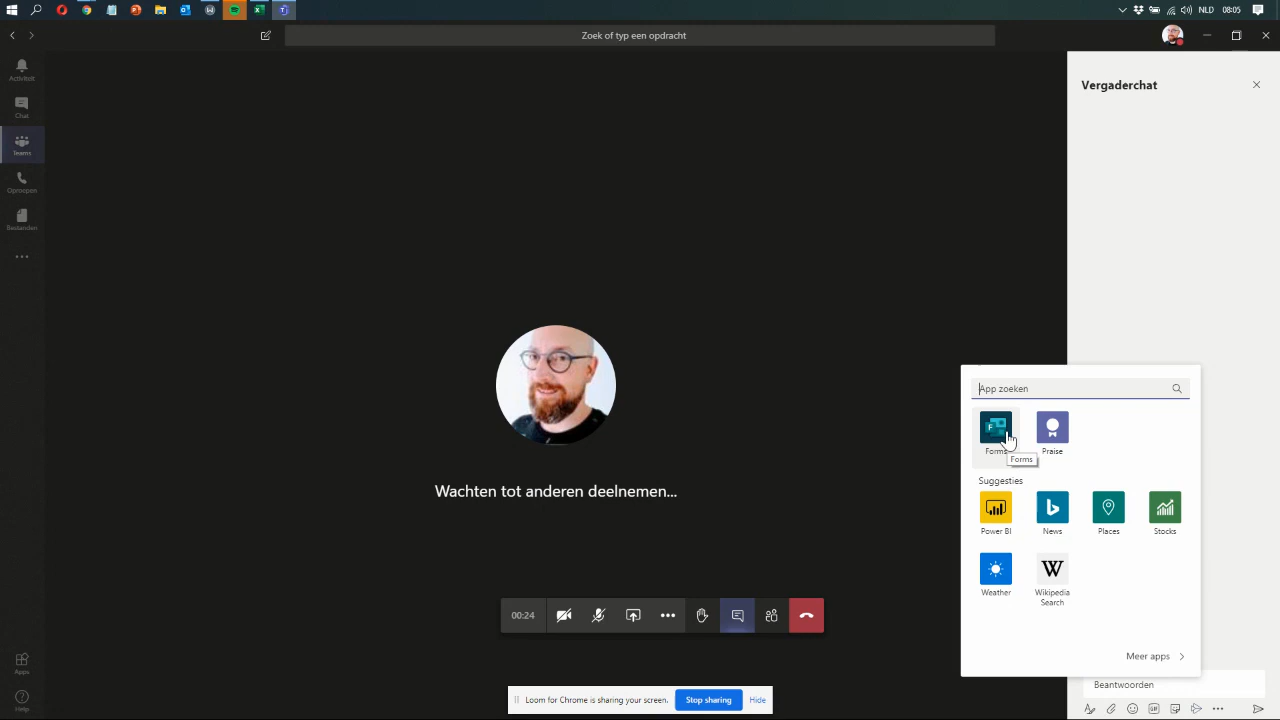 NLD
08:05
Zoek of typ een opdracht
Activiteit
Chat
Teams
Oproepen
Bestanden
Apps
Help
Wachten tot anderen deelnemen...
00:24
Loom for Chrome is sharing your screen.
Stop sharing
Hide
Vergaderchat
App zoeken
Forms
Praise
Forms
Suggesties
Power BI
News
Places
Stocks
W
Weather
Wikipedia
Search
Meer apps
Beantwoorden
GIF